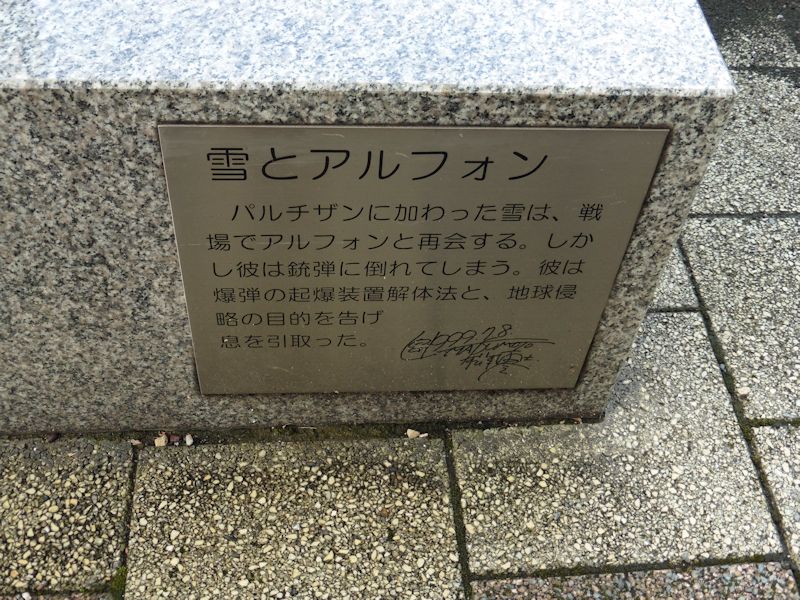 雪とアルフォン
パルチザンに加わった雪は、戦
場でアルフォンと再会する。しか
し彼は銃弾に倒れてしまう。彼は
爆弾の起爆装置解体法と、地球侵
略の目的を告げ
息を引取った。
1999.7.8